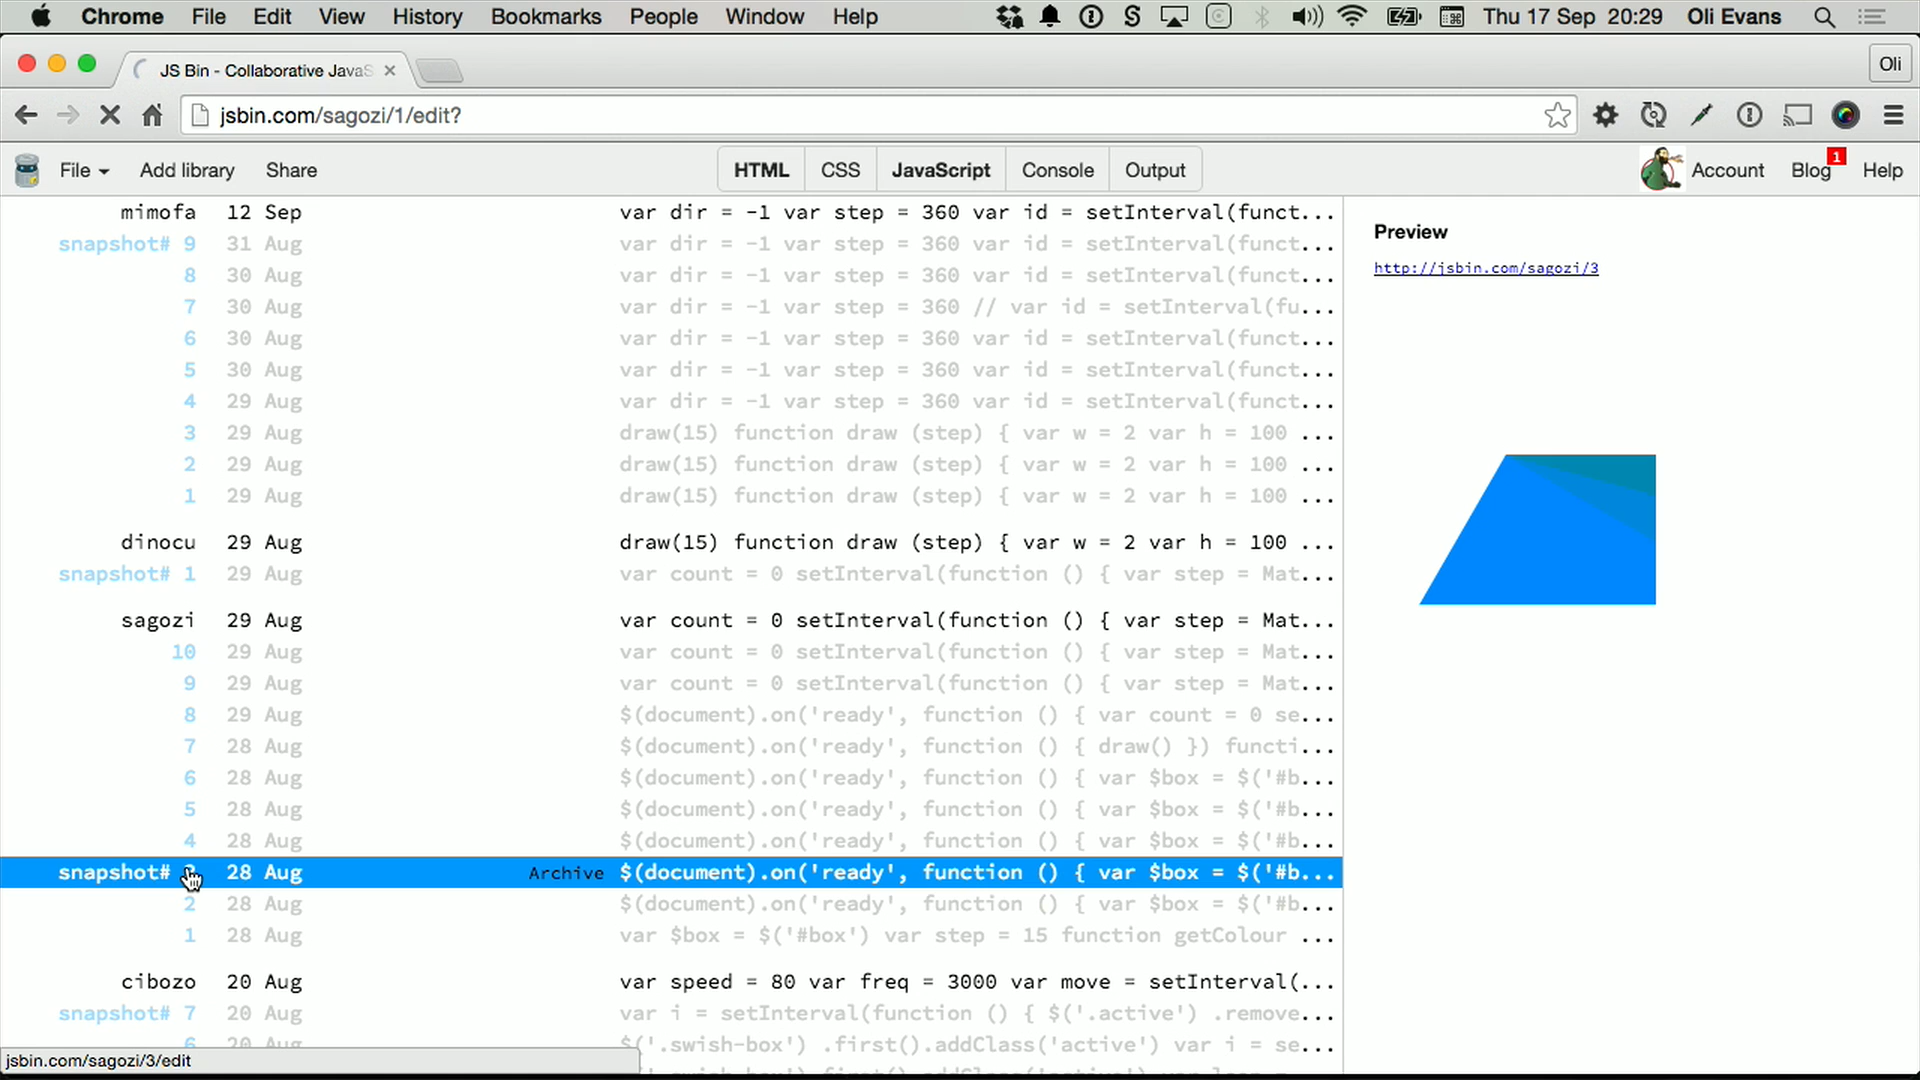 Chrome File Edit View History Bookmarks People Window Help Thu 17 Sep 20:29 Oli Evans
JS Bin - Collaborative JavaS Oli
jsbin.com/sagozi/1/edit?
File Add library Share HTML CSS JavaScript Console Output Account Blog 1 Help
mimofa 12 Sep var dir = -1 var step = 360 var id = setInterval(funct...
snapshot# 9 31 Aug var dir = -1 var step = 360 var id = setInterval(funct...
8 30 Aug var dir = -1 var step = 360 var id = setInterval(funct...
7 30 Aug var dir = -1 var step = 360 // var id = setInterval(fu...
6 30 Aug var dir = -1 var step = 360 var id = setInterval(funct...
5 30 Aug var dir = -1 var step = 360 var id = setInterval(funct...
4 29 Aug var dir = -1 var step = 360 var id = setInterval(funct...
3 29 Aug draw(15) function draw (step) { var w = 2 var h = 100 ...
2 29 Aug draw(15) function draw (step) { var w = 2 var h = 100 ...
1 29 Aug draw(15) function draw (step) { var w = 2 var h = 100 ...
dinocu 29 Aug draw(15) function draw (step) { var w = 2 var h = 100 ...
snapshot# 1 29 Aug var count = 0 setInterval(function () { var step = Mat...
sagozi 29 Aug var count = 0 setInterval(function () { var step = Mat...
10 29 Aug var count = 0 setInterval(function () { var step = Mat...
9 29 Aug var count = 0 setInterval(function () { var step = Mat...
8 29 Aug $(document).on('ready', function () { var count = 0 se...
7 28 Aug $(document).on('ready', function () { draw() }) functi...
6 28 Aug $(document).on('ready', function () { var $box = $('#b...
5 28 Aug $(document).on('ready', function () { var $box = $('#b...
4 28 Aug $(document).on('ready', function () { var $box = $('#b...
snapshot# 28 Aug Archive $(document).on('ready', function () { var $box = $('#b...
2 28 Aug $(document).on('ready', function () { var $box = $('#b...
1 28 Aug var $box = $('#box') var step = 15 function getColour ...
cibozo 20 Aug var speed = 80 var freq = 3000 var move = setInterval(...
snapshot# 7 20 Aug var i = setInterval(function () { $('.active') .remove...
6 20 Aug $('.swish-box') .first().addClass('active') var i = se...
jsbin.com/sagozi/3/edit
Preview
http://jsbin.com/sagozi/3